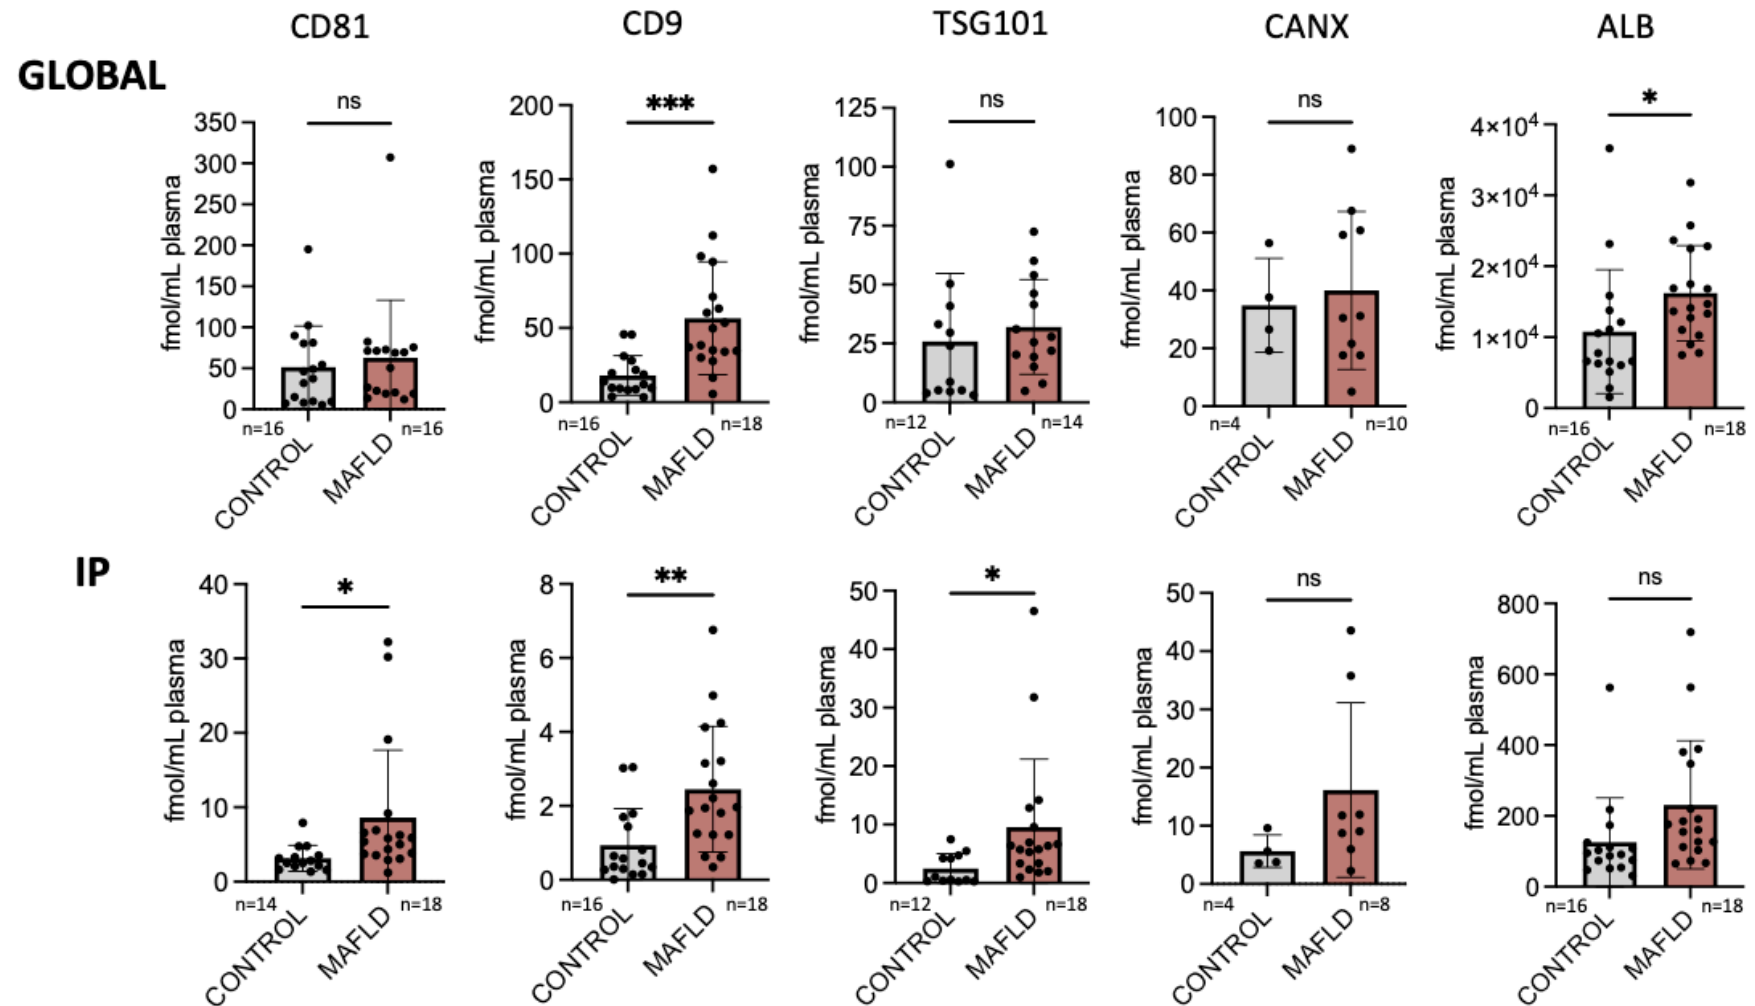 CD81 CD9 TSG101 CANX ALB
GLOBAL
ns *** ns ns *
fmol/mL plasma
350
300
250
200
150
100
50
0
n=16 n=16
CONTROL MAFLD
fmol/mL plasma
200
150
100
50
0
n=16 n=18
CONTROL MAFLD
fmol/mL plasma
125
100
75
50
25
0
n=12 n=14
CONTROL MAFLD
fmol/mL plasma
100
80
60
40
20
0
n=4 n=10
CONTROL MAFLD
fmol/mL plasma
4×10⁴
3×10⁴
2×10⁴
1×10⁴
0
n=16 n=18
CONTROL MAFLD
IP
* ** * ns ns
fmol/mL plasma
40
30
20
10
0
n=14 n=18
CONTROL MAFLD
fmol/mL plasma
8
6
4
2
0
n=16 n=18
CONTROL MAFLD
fmol/mL plasma
50
40
30
20
10
0
n=12 n=18
CONTROL MAFLD
fmol/mL plasma
50
40
30
20
10
0
n=4 n=8
CONTROL MAFLD
fmol/mL plasma
800
600
400
200
0
n=16 n=18
CONTROL MAFLD